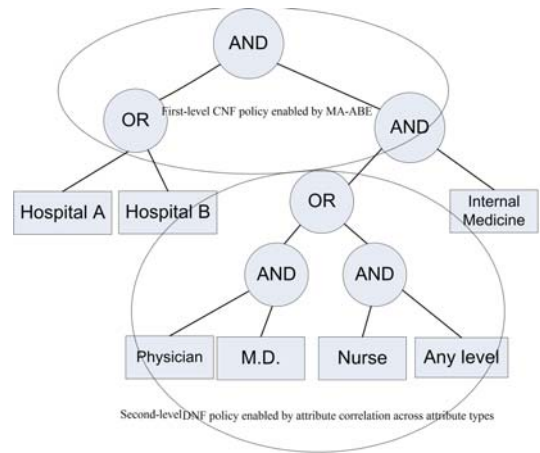 AND
First-level CNF policy enabled by MA-ABE
OR
AND
Hospital A
Hospital B
OR
Internal
Medicine
AND
AND
Physician
M.D.
Nurse
Any level
Second-level DNF policy enabled by attribute correlation across attribute types